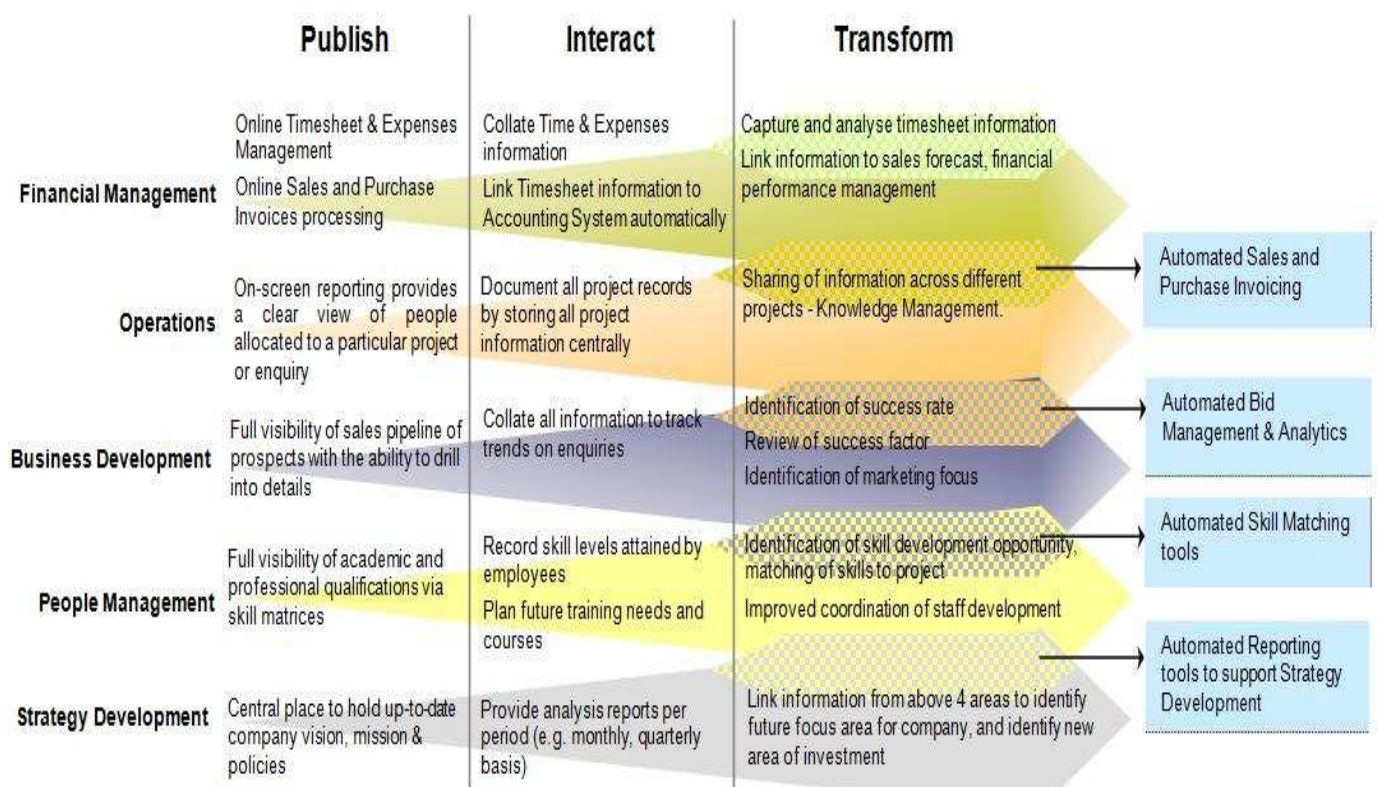 Publish
Interact
Transform
Financial Management
Online Timesheet & Expenses
Management
Online Sales and Purchase
Invoices processing
Collate Time & Expenses
information
Link Timesheet information to
Accounting System automatically
Capture and analyse timesheet information
Link information to sales forecast, financial
performance management
Operations
On-screen reporting provides
a clear view of people
allocated to a particular project
or enquiry
Document all project records
by storing all project
information centrally
Sharing of information across different
projects - Knowledge Management.
Automated Sales and
Purchase Invoicing
Business Development
Full visibility of sales pipeline of
prospects with the ability to drill
into details
Collate all information to track
trends on enquiries
Identification of success rate
Review of success factor
Identification of marketing focus
Automated Bid
Management & Analytics
People Management
Full visibility of academic and
professional qualifications via
skill matrices
Record skill levels attained by
employees
Plan future training needs and
courses
Identification of skill development opportunity,
matching of skills to project
Improved coordination of staff development
Automated Skill Matching
tools
Strategy Development
Central place to hold up-to-date
company vision, mission &
policies
Provide analysis reports per
period (e.g. monthly, quarterly
basis)
Link information from above 4 areas to identify
future focus area for company, and identify new
area of investment
Automated Reporting
tools to support Strategy
Development